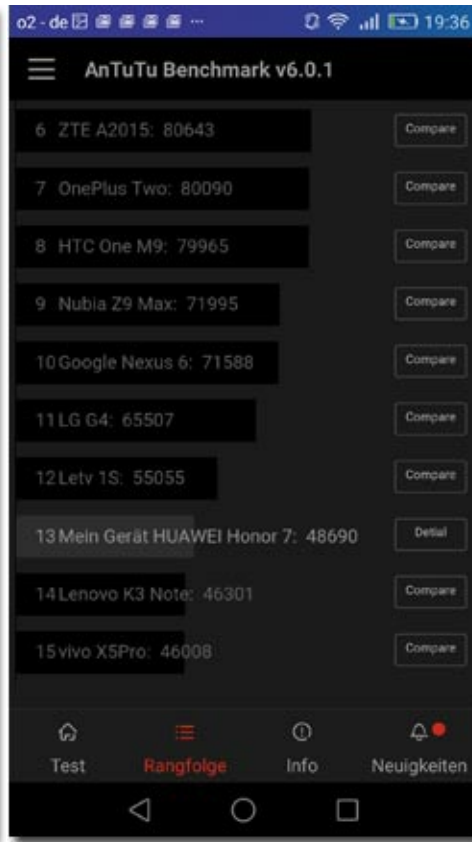 o2 - de ... 19:36
AnTuTu Benchmark v6.0.1
6 ZTE A2015: 80643 Compare
7 OnePlus Two: 80090 Compare
8 HTC One M9: 79965 Compare
9 Nubia Z9 Max: 71995 Compare
10 Google Nexus 6: 71588 Compare
11 LG G4: 65507 Compare
12 Letv 1S: 55055 Compare
13 Mein Gerät HUAWEI Honor 7: 48690 Detial
14 Lenovo K3 Note: 46301 Compare
15 vivo X5Pro: 46008 Compare
Test Rangfolge Info Neuigkeiten